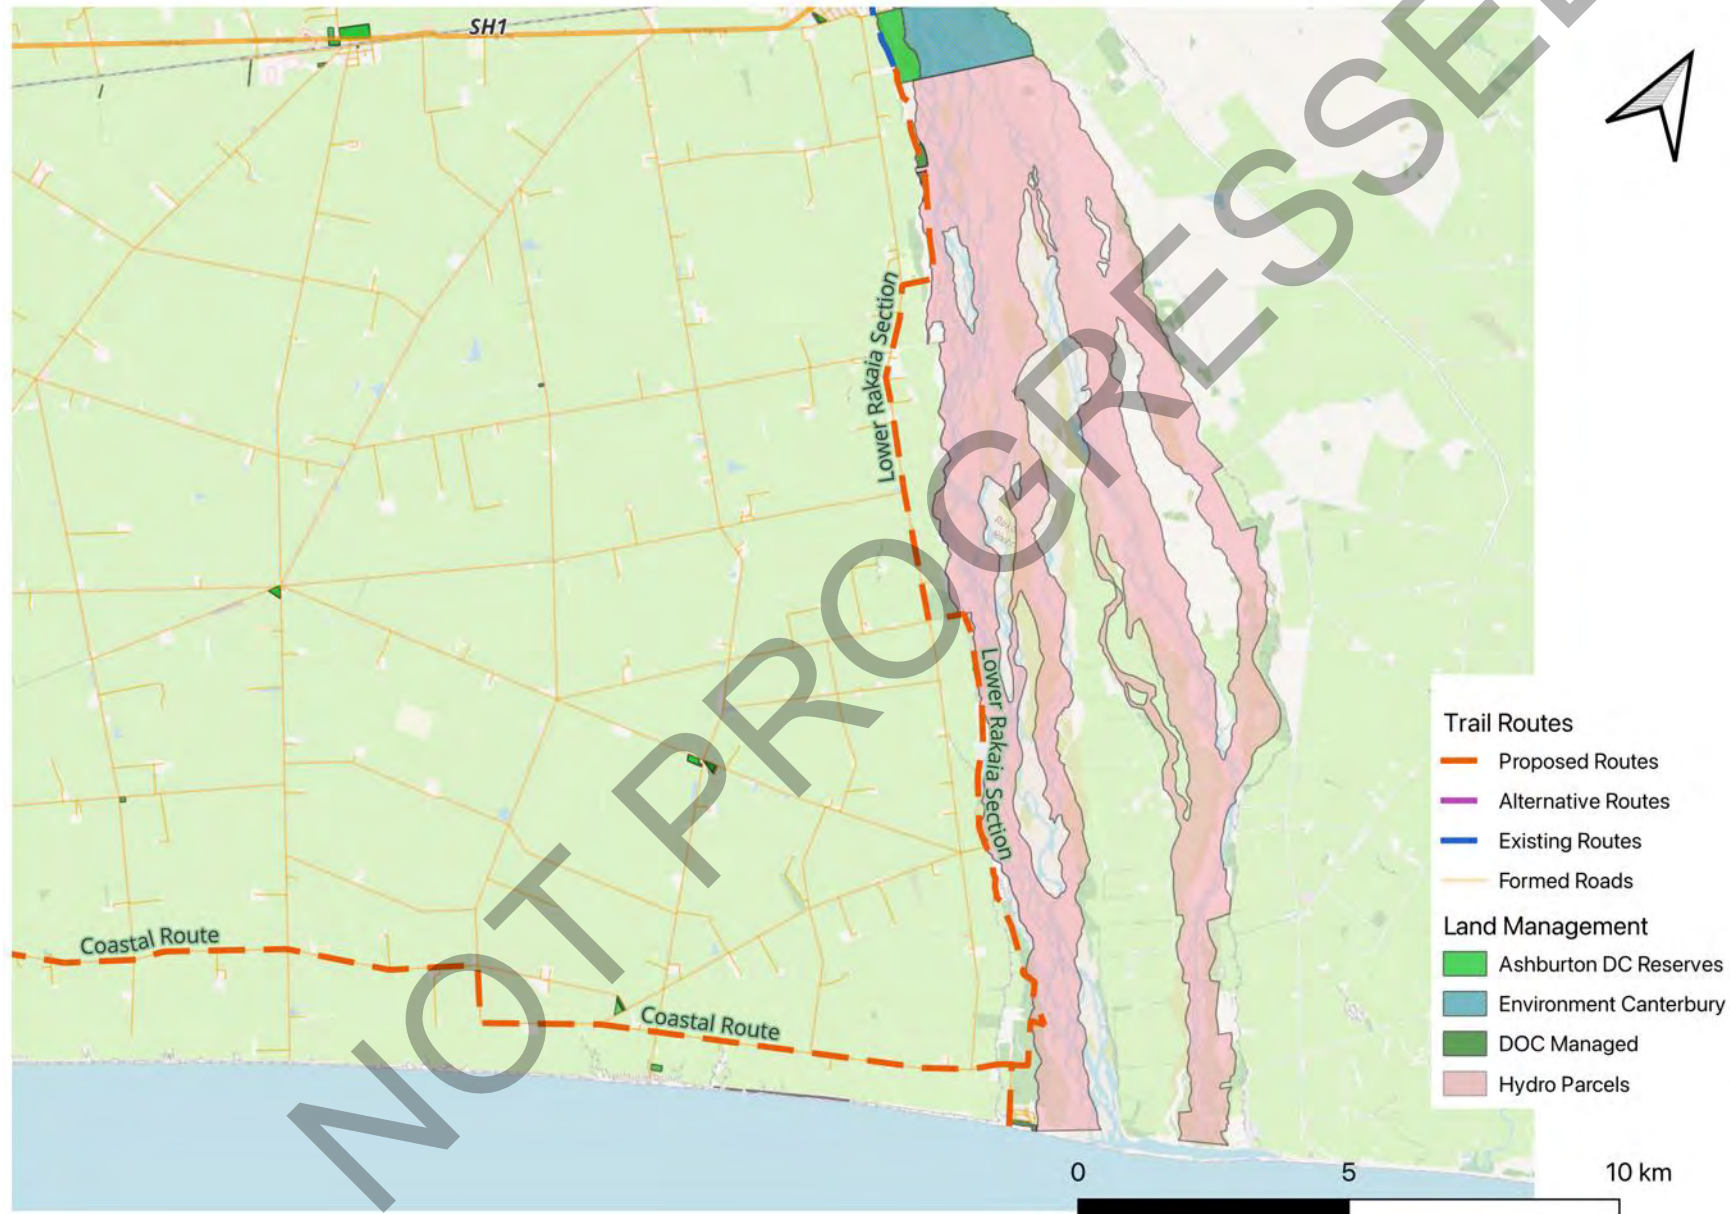 SH1
Lower Rakaia Section
Lower Rakaia Section
Coastal Route
Coastal Route
NOT PROGRESSE
Trail Routes
Proposed Routes
Alternative Routes
Existing Routes
Formed Roads
Land Management
Ashburton DC Reserves
Environment Canterbury
DOC Managed
Hydro Parcels
0 5 10 km